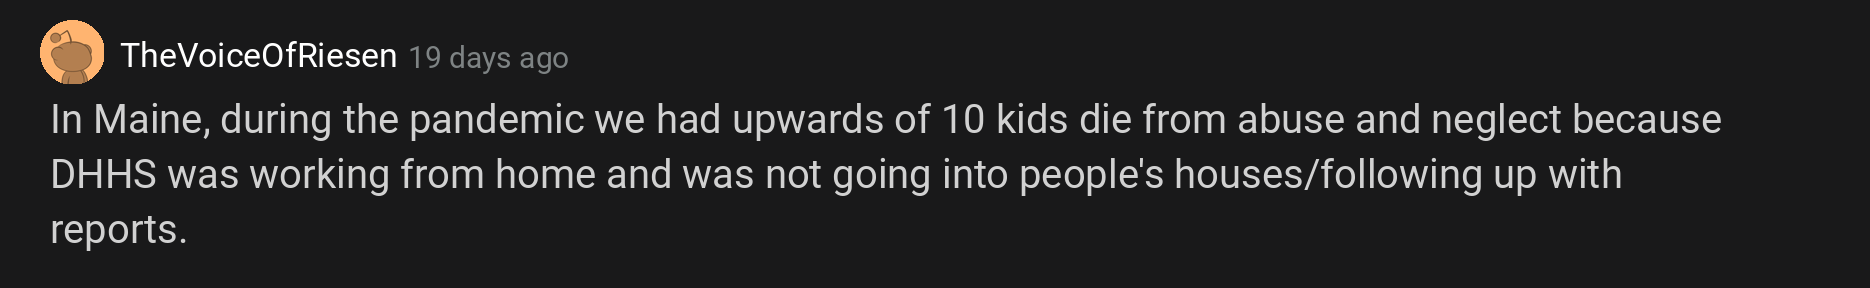 TheVoiceOfRiesen 19 days ago
In Maine, during the pandemic we had upwards of 10 kids die from abuse and neglect because
DHHS was working from home and was not going into people's houses/following up with
reports.